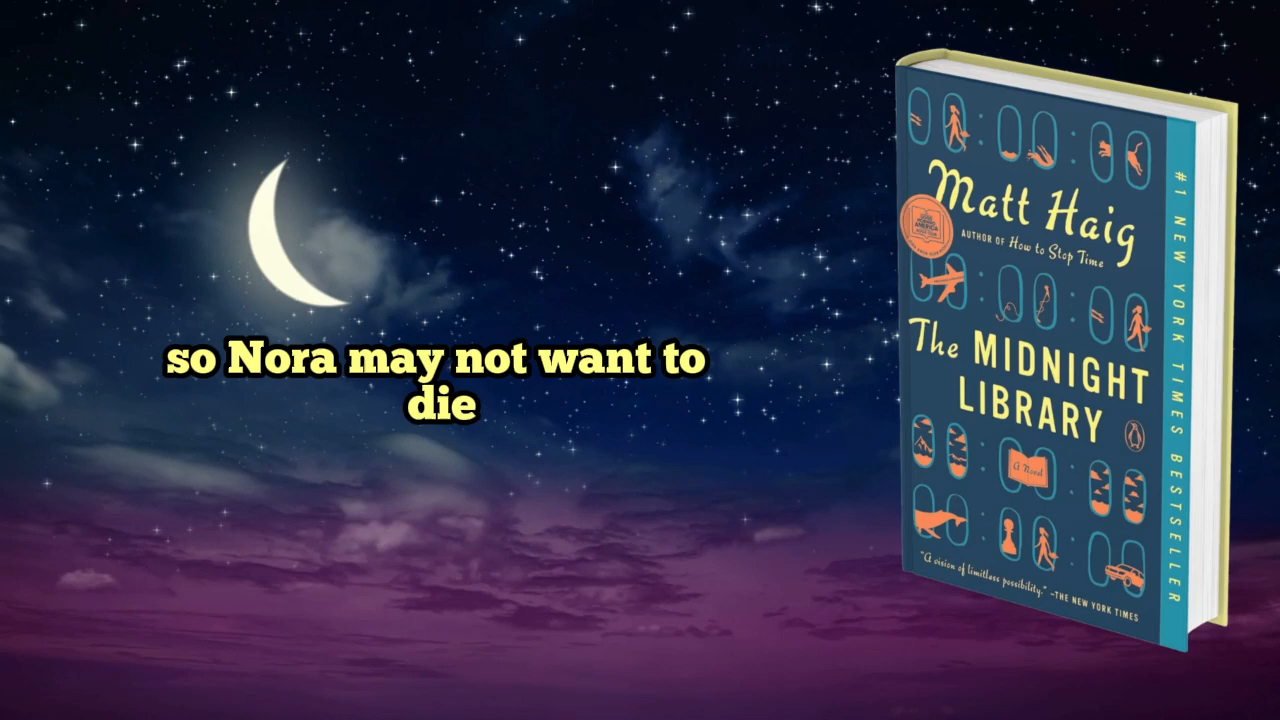 so Nora may not want to
die
Matt Haig
AUTHOR OF How to Stop Time
The MIDNIGHT
LIBRARY
A Novel
"A vision of limitless possibility." –THE NEW YORK TIMES
#1 NEW YORK TIMES BESTSELLER